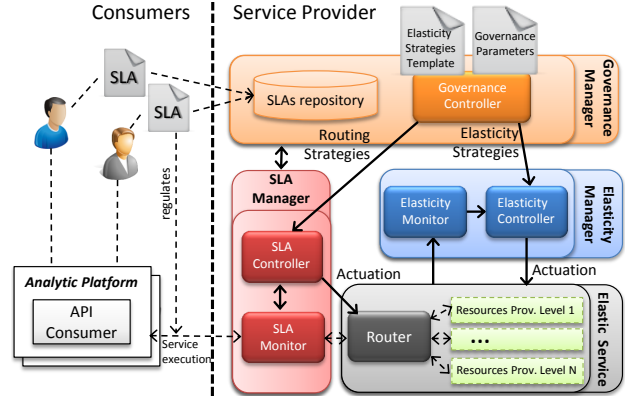 Consumers
Service Provider
Elasticity
Strategies
Template
Governance
Parameters
SLA
SLA
SLAs repository
Governance
Controller
Governance
Manager
Routing
Strategies
Elasticity
Strategies
regulates
SLA
Manager
Elasticity
Monitor
Elasticity
Controller
Elasticity
Manager
SLA
Controller
Actuation
Actuation
Analytic Platform
API
Consumer
Service
execution
SLA
Monitor
Router
Resources Prov. Level 1
...
Resources Prov. Level N
Elastic Service